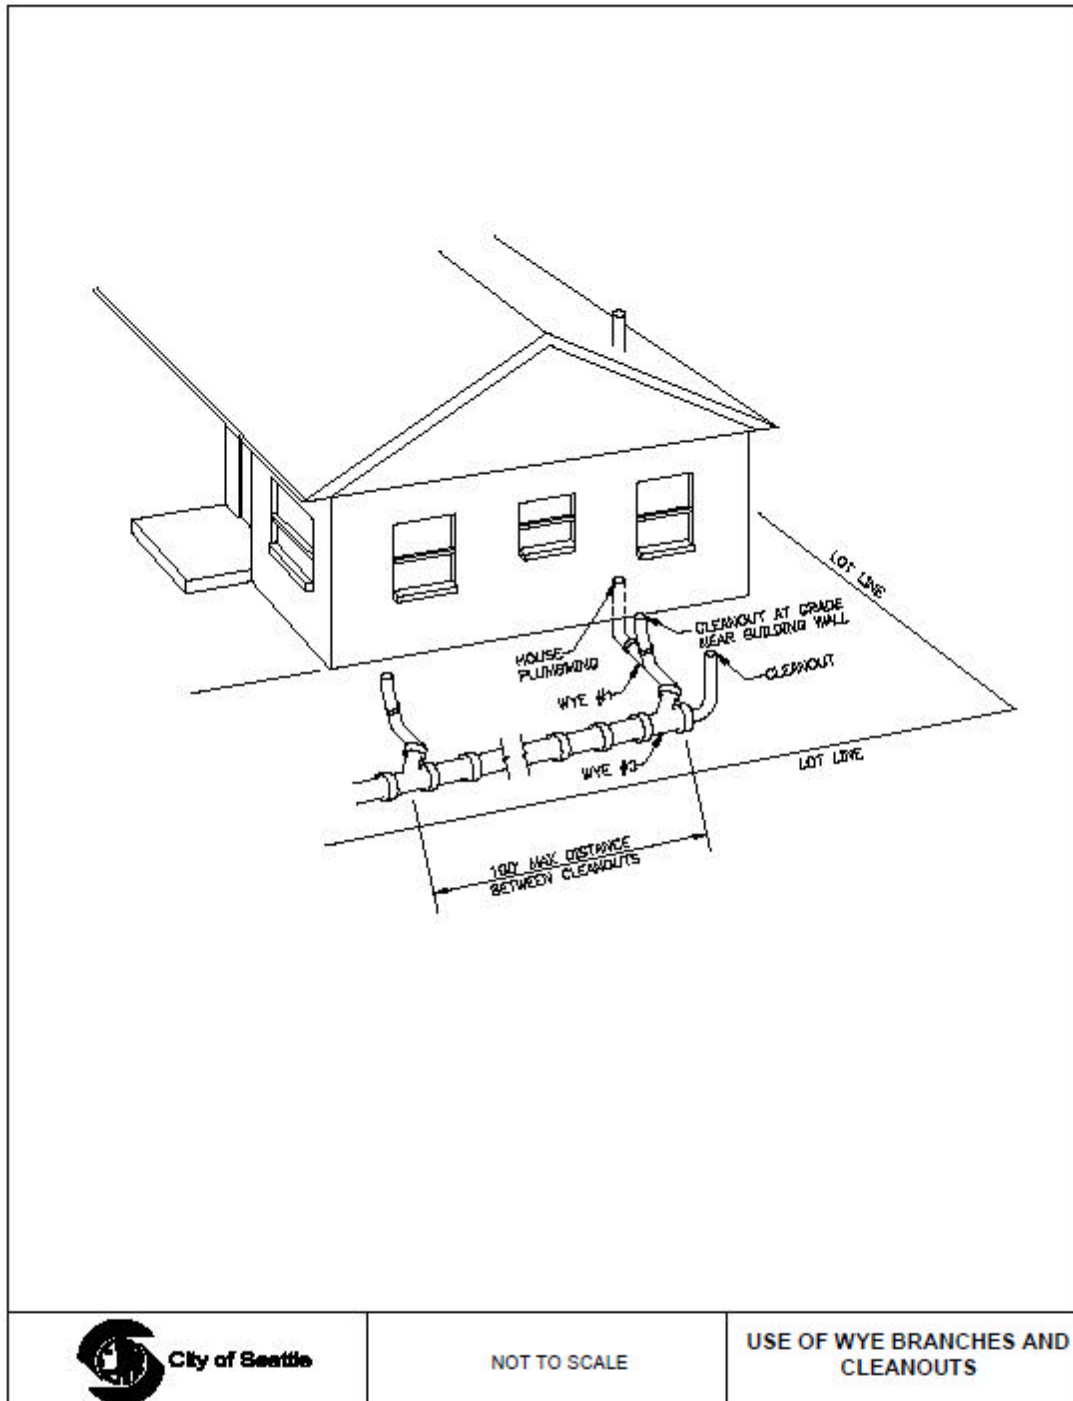 LOT LINE
CLEANOUT AT GRADE
NEAR BUILDING WALL
HOUSE
PLUMBING
CLEANOUT
WYE #1
WYE #2
LOT LINE
100' MAX DISTANCE
BETWEEN CLEANOUTS
City of Seattle
NOT TO SCALE
USE OF WYE BRANCHES AND
CLEANOUTS